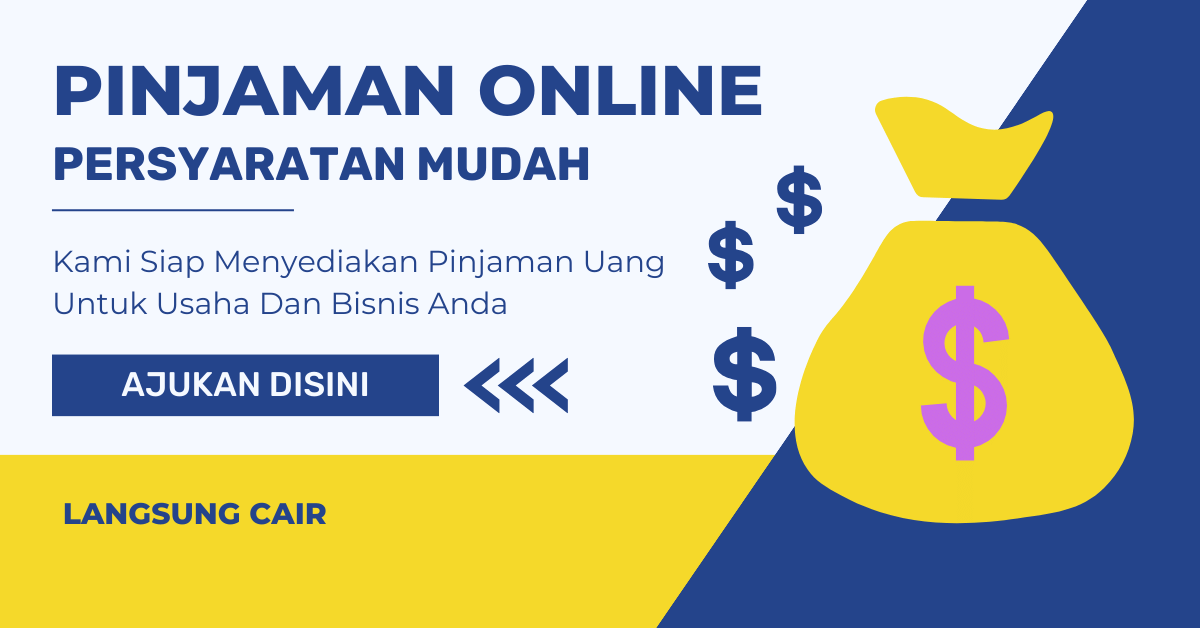 PINJAMAN ONLINE
PERSYARATAN MUDAH
Kami Siap Menyediakan Pinjaman Uang
Untuk Usaha Dan Bisnis Anda
AJUKAN DISINI
LANGSUNG CAIR
$
$
$
$